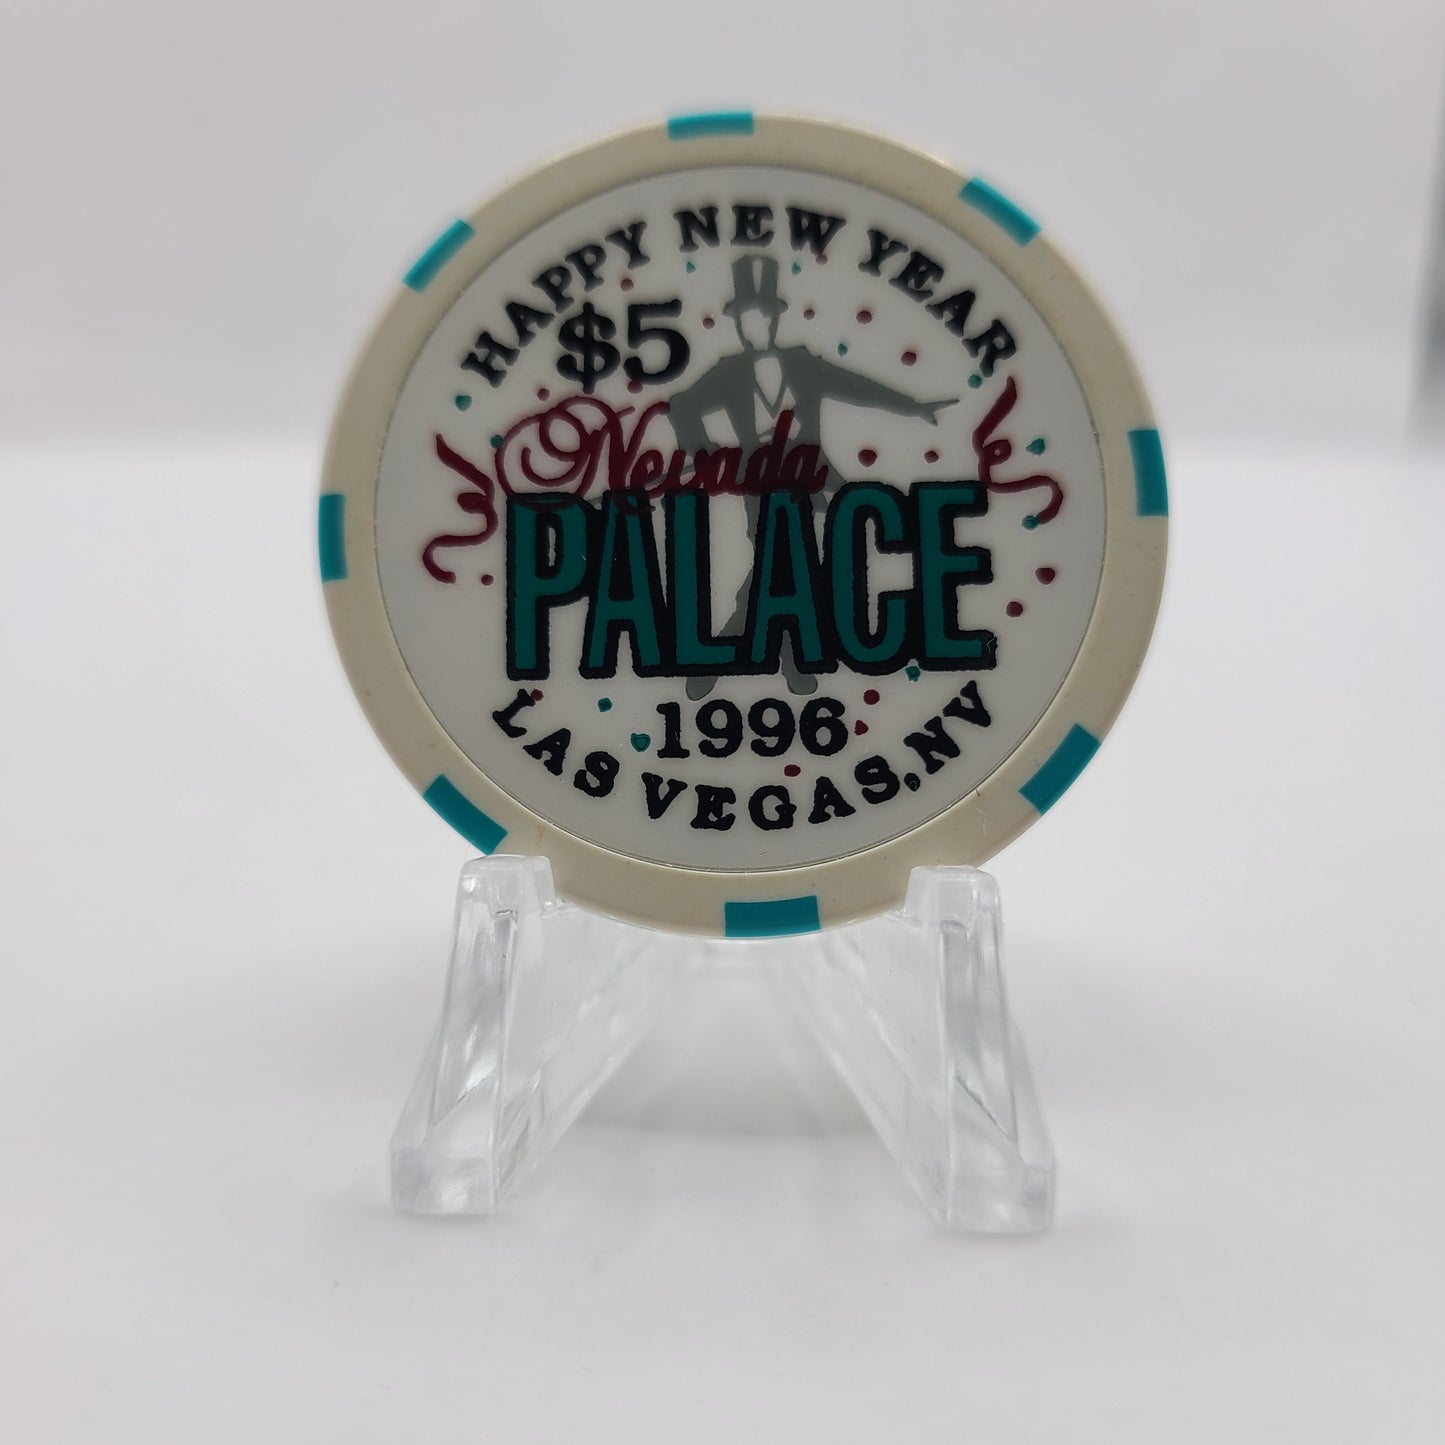 HAPPY NEW YEAR
$5
Nevada
PALACE
1996
LAS VEGAS, NV